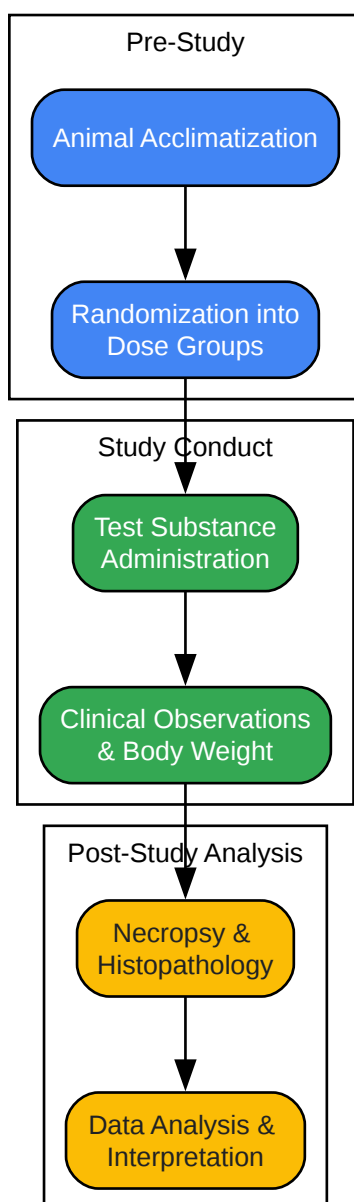 Pre-Study
Animal Acclimatization
Randomization into
Dose Groups
Study Conduct
Test Substance
Administration
Clinical Observations
& Body Weight
Post-Study Analysis
Necropsy &
Histopathology
Data Analysis &
Interpretation